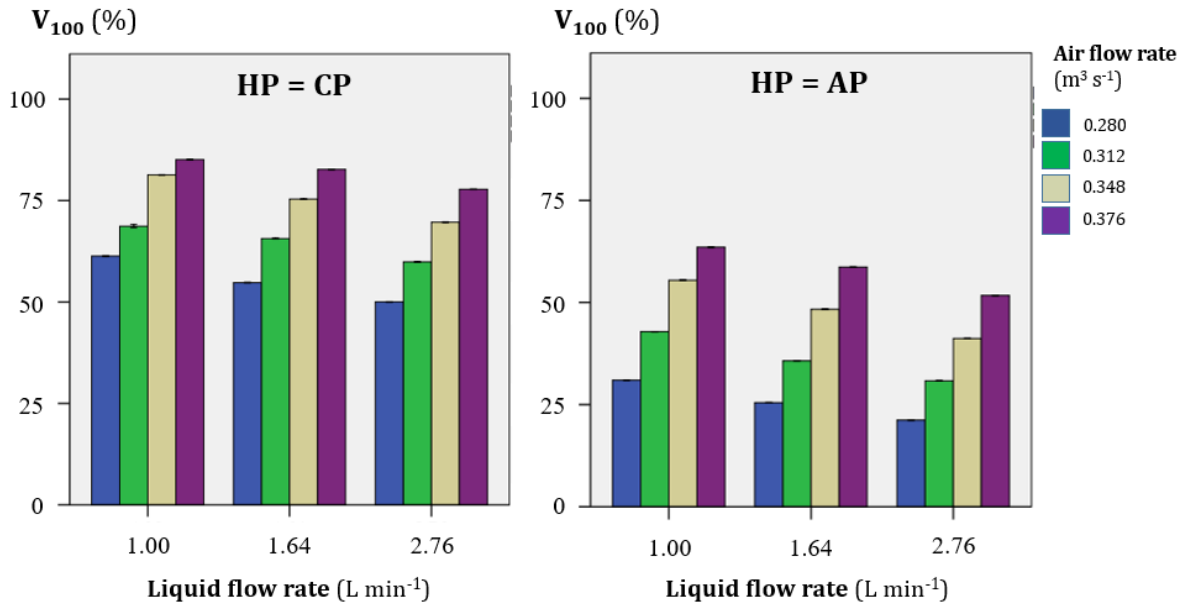 V₁₀₀ (%)
HP = CP
100
75
50
25
0
1.00 1.64 2.76
Liquid flow rate (L min⁻¹)
V₁₀₀ (%)
HP = AP
100
75
50
25
0
1.00 1.64 2.76
Liquid flow rate (L min⁻¹)
Air flow rate
(m³ s⁻¹)
0.280
0.312
0.348
0.376